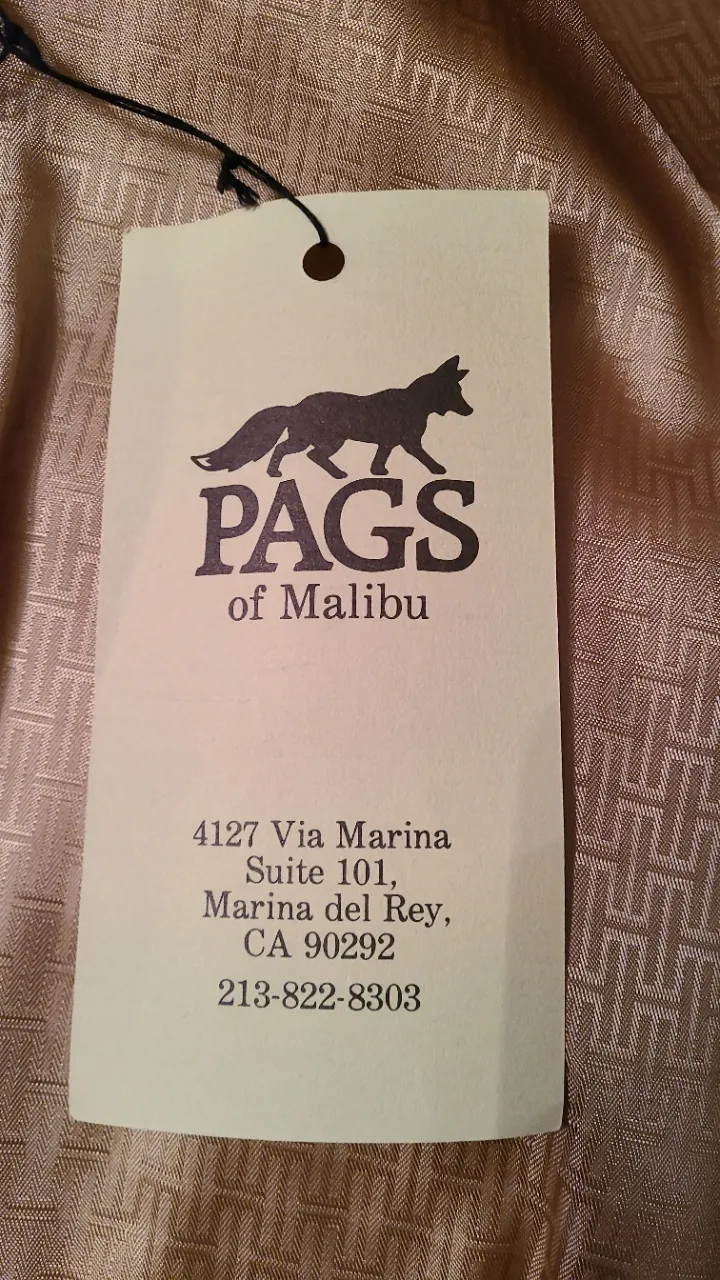 PAGS
of Malibu
4127 Via Marina
Suite 101,
Marina del Rey,
CA 90292
213-822-8303